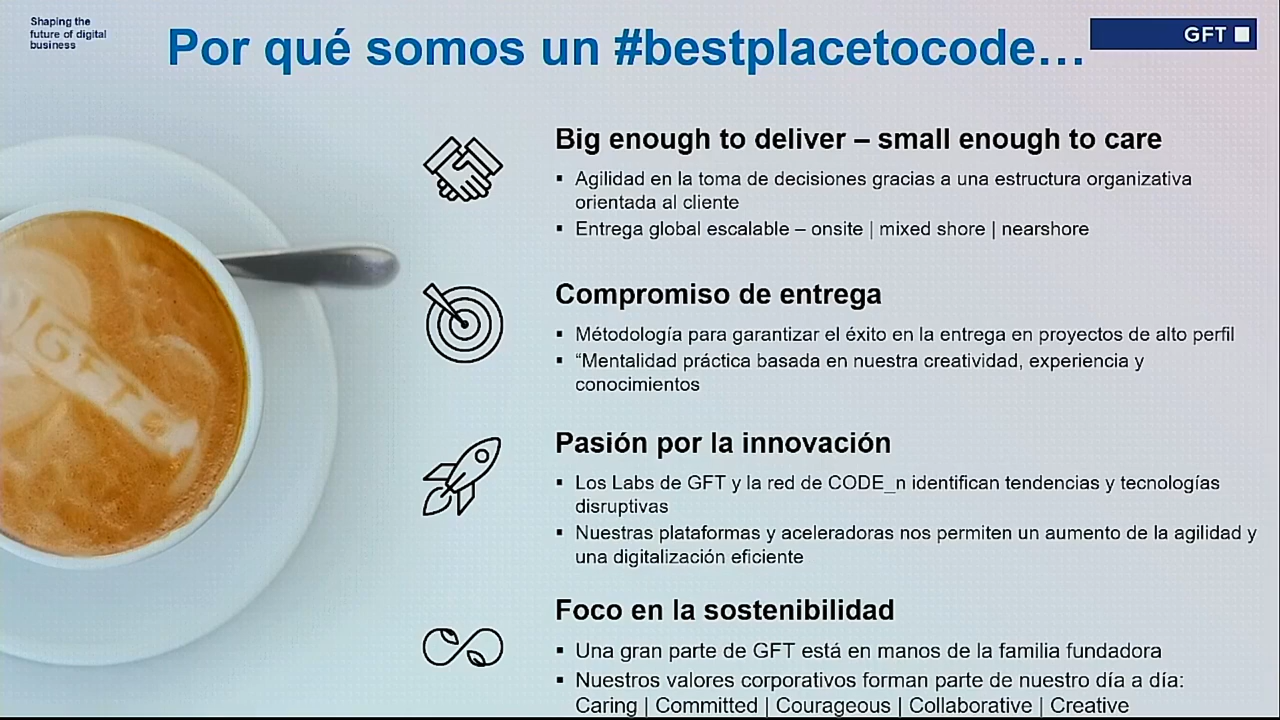 Shaping the
future of digital
business
Por qué somos un #bestplacetocode...
GFT
Big enough to deliver – small enough to care
▪ Agilidad en la toma de decisiones gracias a una estructura organizativa
orientada al cliente
▪ Entrega global escalable – onsite | mixed shore | nearshore
Compromiso de entrega
▪ Métodología para garantizar el éxito en la entrega en proyectos de alto perfil
▪ “Mentalidad práctica basada en nuestra creatividad, experiencia y
conocimientos
Pasión por la innovación
▪ Los Labs de GFT y la red de CODE_n identifican tendencias y tecnologías
disruptivas
▪ Nuestras plataformas y aceleradoras nos permiten un aumento de la agilidad y
una digitalización eficiente
Foco en la sostenibilidad
▪ Una gran parte de GFT está en manos de la familia fundadora
▪ Nuestros valores corporativos forman parte de nuestro día a día:
Caring | Committed | Courageous | Collaborative | Creative
GFT